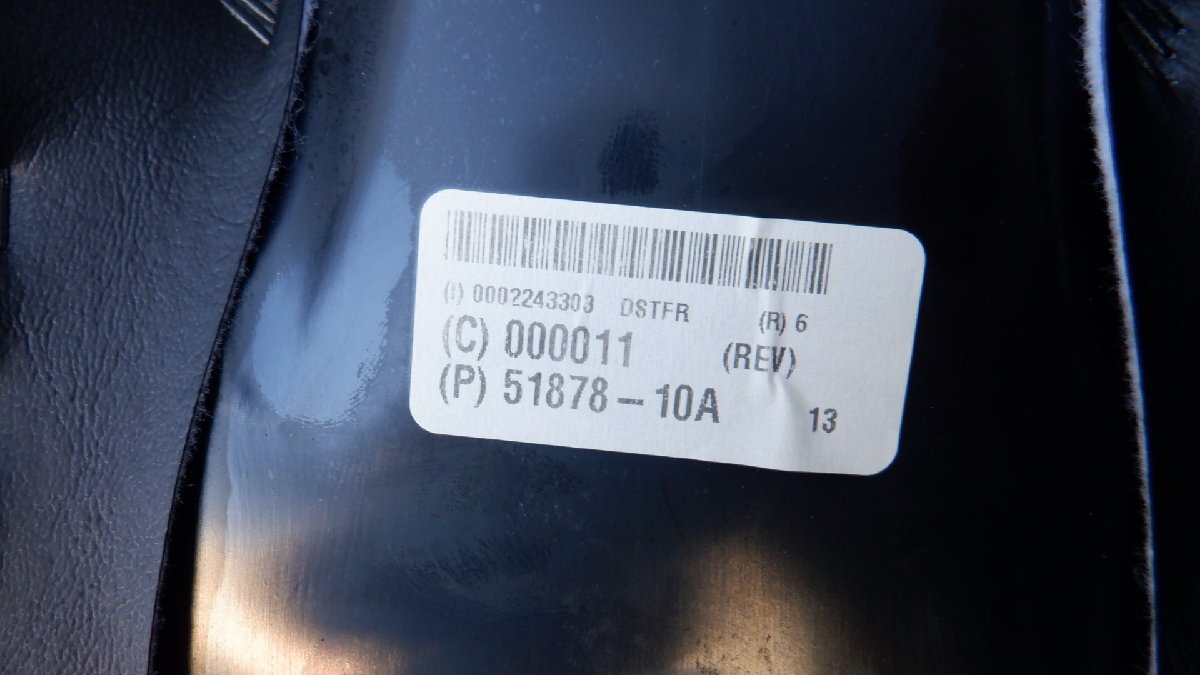 (I) 0002243303 DSTFR (R) 6
(C) 000011 (REV)
(P) 51878-10A 13